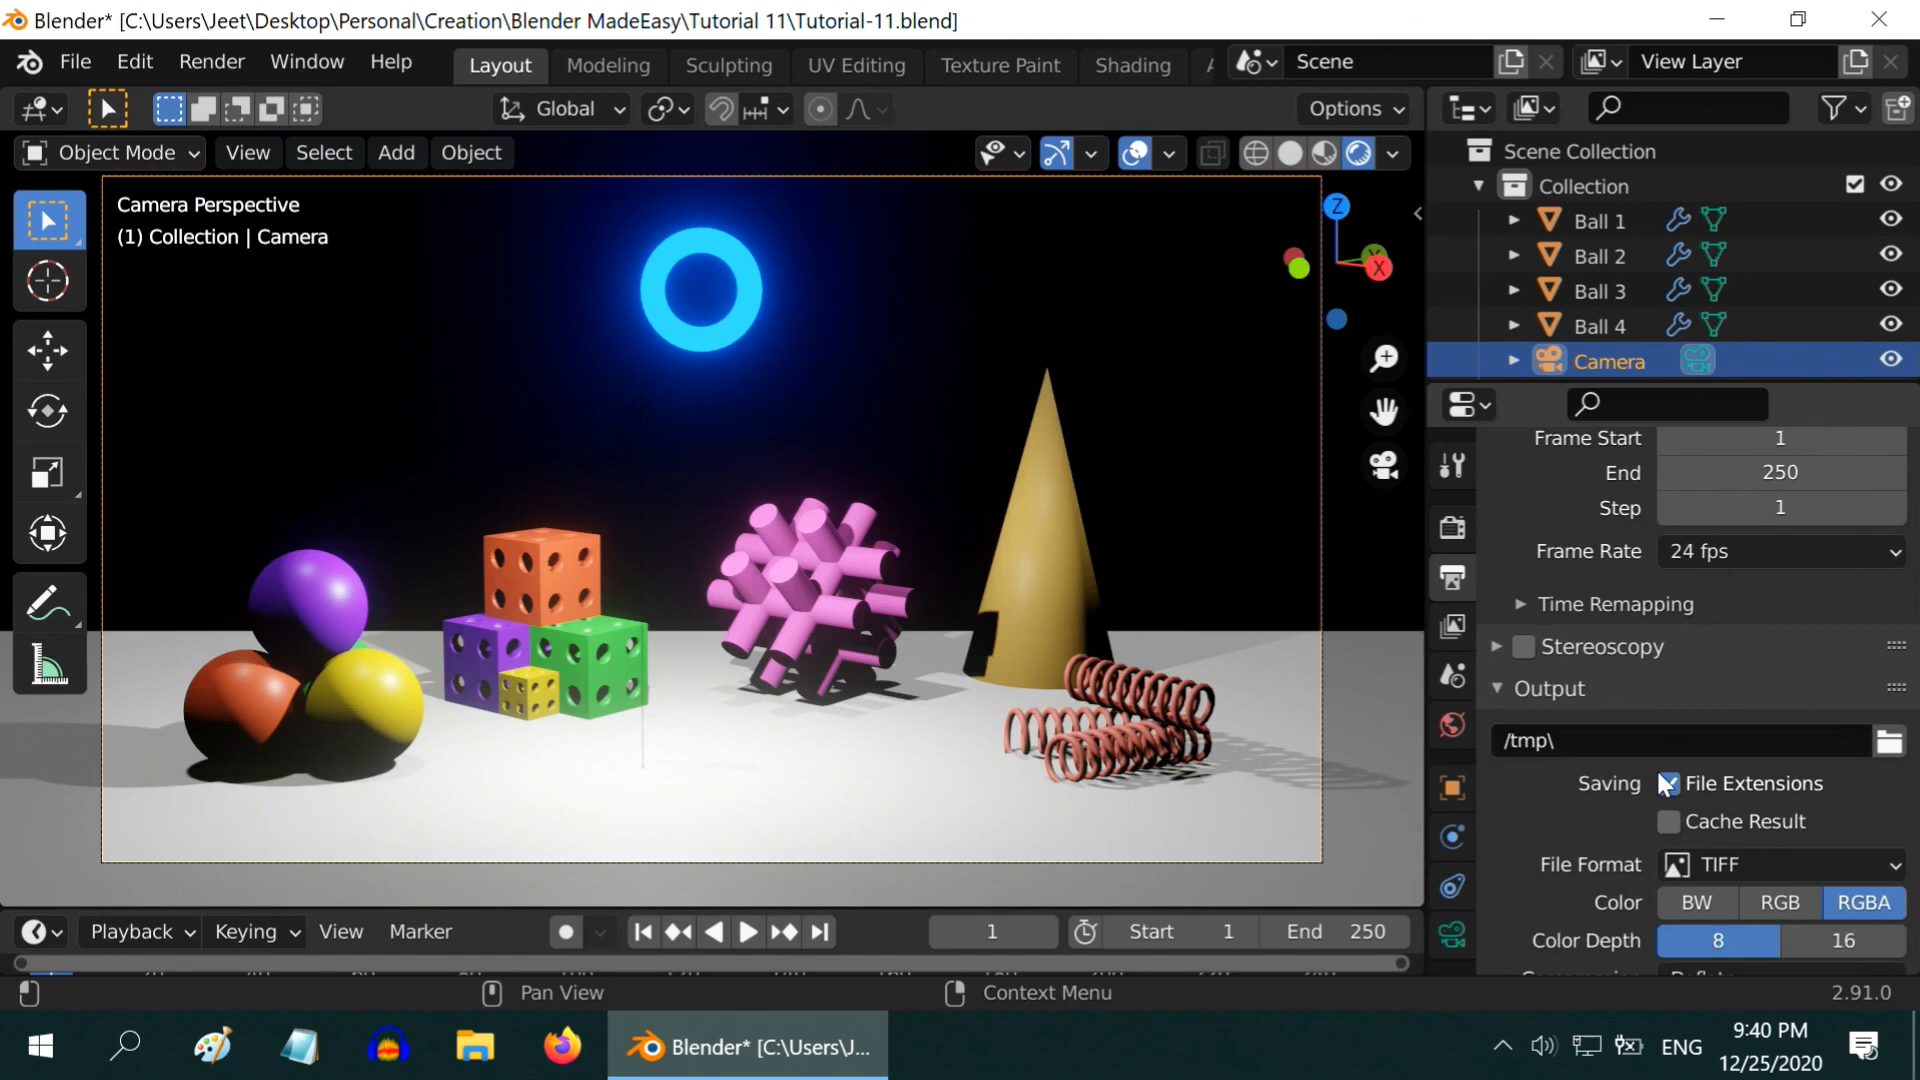 Blender* [C:\Users\Jeet\Desktop\Personal\Creation\Blender MadeEasy\Tutorial 11\Tutorial-11.blend]
File Edit Render Window Help Layout Modeling Sculpting UV Editing Texture Paint Shading Scene View Layer
Global Options
Object Mode View Select Add Object
Camera Perspective
(1) Collection | Camera
Z
X
Scene Collection
Collection
Ball 1
Ball 2
Ball 3
Ball 4
Camera
Frame Start 1
End 250
Step 1
Frame Rate 24 fps
Time Remapping
Stereoscopy
Output
/tmp\
Saving File Extensions
Cache Result
File Format TIFF
Color BW RGB RGBA
Color Depth 8 16
Playback Keying View Marker 1 Start 1 End 250
Pan View Context Menu 2.91.0
Blender* [C:\Users\J... ENG 9:40 PM
12/25/2020